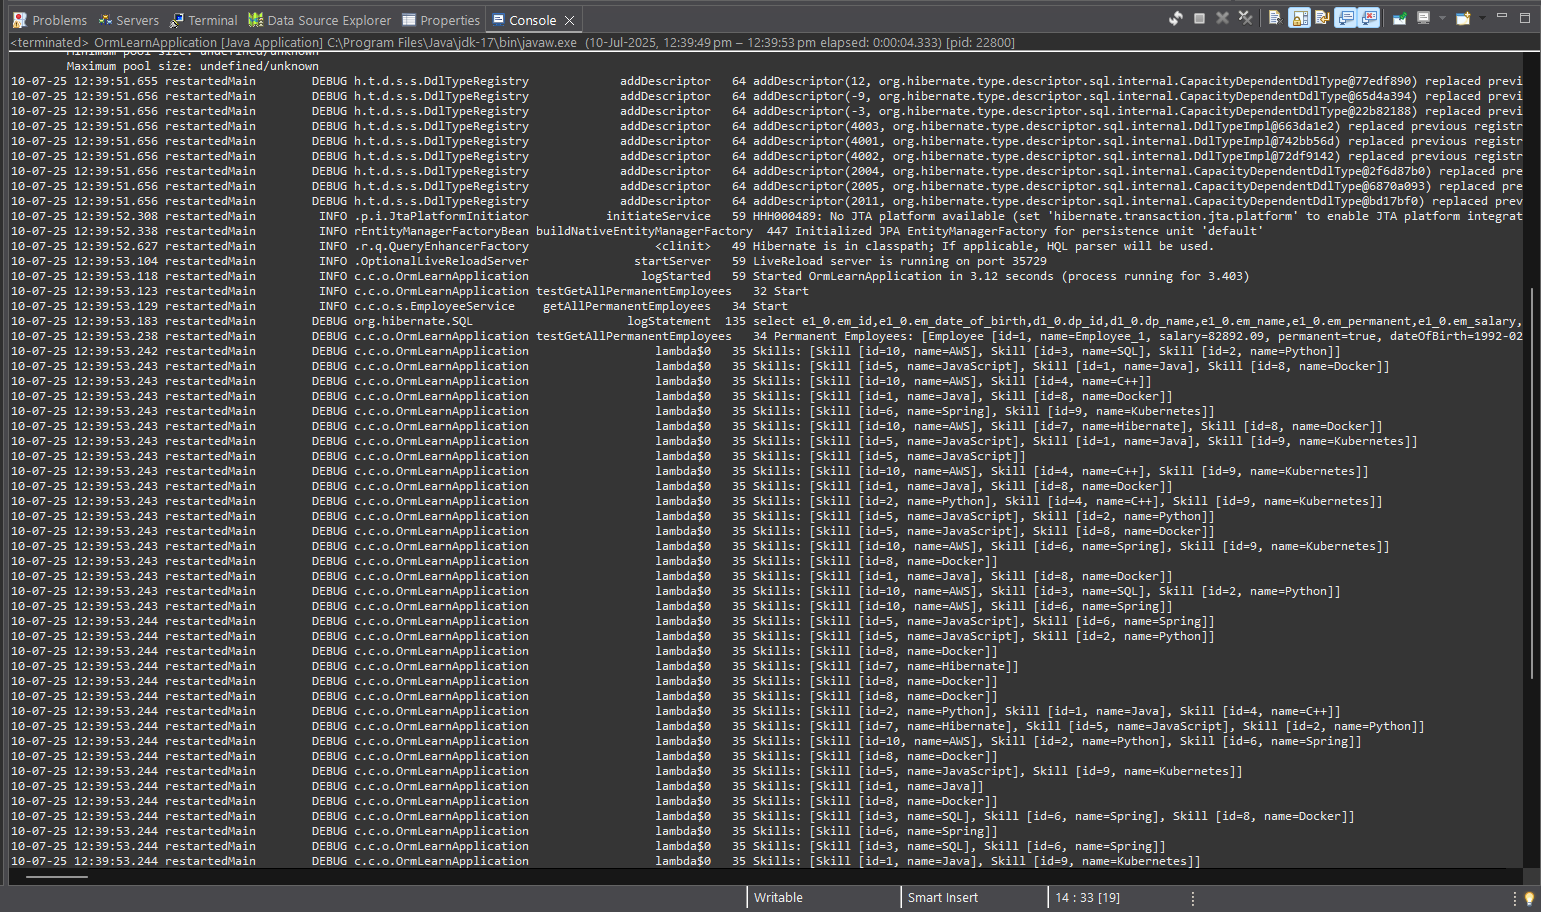 Problems Servers Terminal Data Source Explorer Properties Console
<terminated> OrmLearnApplication [Java Application] C:\Program Files\Java\jdk-17\bin\javaw.exe (10-Jul-2025, 12:39:49 pm – 12:39:53 pm elapsed: 0:00:04.333) [pid: 22800]
Minimum pool size: undefined/unknown
Maximum pool size: undefined/unknown
10-07-25 12:39:51.655 restartedMain DEBUG h.t.d.s.s.DdlTypeRegistry addDescriptor 64 addDescriptor(12, org.hibernate.type.descriptor.sql.internal.CapacityDependentDdlType@77edf890) replaced previ
10-07-25 12:39:51.656 restartedMain DEBUG h.t.d.s.s.DdlTypeRegistry addDescriptor 64 addDescriptor(-9, org.hibernate.type.descriptor.sql.internal.CapacityDependentDdlType@65d4a394) replaced previ
10-07-25 12:39:51.656 restartedMain DEBUG h.t.d.s.s.DdlTypeRegistry addDescriptor 64 addDescriptor(-3, org.hibernate.type.descriptor.sql.internal.CapacityDependentDdlType@22b82188) replaced previ
10-07-25 12:39:51.656 restartedMain DEBUG h.t.d.s.s.DdlTypeRegistry addDescriptor 64 addDescriptor(4003, org.hibernate.type.descriptor.sql.internal.DdlTypeImpl@663da1e2) replaced previous registr
10-07-25 12:39:51.656 restartedMain DEBUG h.t.d.s.s.DdlTypeRegistry addDescriptor 64 addDescriptor(4001, org.hibernate.type.descriptor.sql.internal.DdlTypeImpl@742bb56d) replaced previous registr
10-07-25 12:39:51.656 restartedMain DEBUG h.t.d.s.s.DdlTypeRegistry addDescriptor 64 addDescriptor(4002, org.hibernate.type.descriptor.sql.internal.DdlTypeImpl@72df9142) replaced previous registr
10-07-25 12:39:51.656 restartedMain DEBUG h.t.d.s.s.DdlTypeRegistry addDescriptor 64 addDescriptor(2004, org.hibernate.type.descriptor.sql.internal.CapacityDependentDdlType@2f6d87b0) replaced pre
10-07-25 12:39:51.656 restartedMain DEBUG h.t.d.s.s.DdlTypeRegistry addDescriptor 64 addDescriptor(2005, org.hibernate.type.descriptor.sql.internal.CapacityDependentDdlType@6870a093) replaced pre
10-07-25 12:39:51.656 restartedMain DEBUG h.t.d.s.s.DdlTypeRegistry addDescriptor 64 addDescriptor(2011, org.hibernate.type.descriptor.sql.internal.CapacityDependentDdlType@bd17bf0) replaced prev
10-07-25 12:39:52.308 restartedMain INFO .p.i.JtaPlatformInitiator initiateService 59 HHH000489: No JTA platform available (set 'hibernate.transaction.jta.platform' to enable JTA platform integrat
10-07-25 12:39:52.338 restartedMain INFO rEntityManagerFactoryBean buildNativeEntityManagerFactory 447 Initialized JPA EntityManagerFactory for persistence unit 'default'
10-07-25 12:39:52.627 restartedMain INFO .r.q.QueryEnhancerFactory <clinit> 49 Hibernate is in classpath; If applicable, HQL parser will be used.
10-07-25 12:39:53.104 restartedMain INFO .OptionalLiveReloadServer startServer 59 LiveReload server is running on port 35729
10-07-25 12:39:53.118 restartedMain INFO c.c.o.OrmLearnApplication logStarted 59 Started OrmLearnApplication in 3.12 seconds (process running for 3.403)
10-07-25 12:39:53.123 restartedMain INFO c.c.o.OrmLearnApplication testGetAllPermanentEmployees 32 Start
10-07-25 12:39:53.129 restartedMain INFO c.c.o.s.EmployeeService getAllPermanentEmployees 34 Start
10-07-25 12:39:53.183 restartedMain DEBUG org.hibernate.SQL logStatement 135 select e1_0.em_id,e1_0.em_date_of_birth,d1_0.dp_id,d1_0.dp_name,e1_0.em_name,e1_0.em_permanent,e1_0.em_salary,
10-07-25 12:39:53.238 restartedMain DEBUG c.c.o.OrmLearnApplication testGetAllPermanentEmployees 34 Permanent Employees: [Employee [id=1, name=Employee_1, salary=82892.09, permanent=true, dateOfBirth=1992-02
10-07-25 12:39:53.242 restartedMain DEBUG c.c.o.OrmLearnApplication lambda$0 35 Skills: [Skill [id=10, name=AWS], Skill [id=3, name=SQL], Skill [id=2, name=Python]]
10-07-25 12:39:53.243 restartedMain DEBUG c.c.o.OrmLearnApplication lambda$0 35 Skills: [Skill [id=5, name=JavaScript], Skill [id=1, name=Java], Skill [id=8, name=Docker]]
10-07-25 12:39:53.243 restartedMain DEBUG c.c.o.OrmLearnApplication lambda$0 35 Skills: [Skill [id=10, name=AWS], Skill [id=4, name=C++]]
10-07-25 12:39:53.243 restartedMain DEBUG c.c.o.OrmLearnApplication lambda$0 35 Skills: [Skill [id=1, name=Java], Skill [id=8, name=Docker]]
10-07-25 12:39:53.243 restartedMain DEBUG c.c.o.OrmLearnApplication lambda$0 35 Skills: [Skill [id=6, name=Spring], Skill [id=9, name=Kubernetes]]
10-07-25 12:39:53.243 restartedMain DEBUG c.c.o.OrmLearnApplication lambda$0 35 Skills: [Skill [id=10, name=AWS], Skill [id=7, name=Hibernate], Skill [id=8, name=Docker]]
10-07-25 12:39:53.243 restartedMain DEBUG c.c.o.OrmLearnApplication lambda$0 35 Skills: [Skill [id=5, name=JavaScript], Skill [id=1, name=Java], Skill [id=9, name=Kubernetes]]
10-07-25 12:39:53.243 restartedMain DEBUG c.c.o.OrmLearnApplication lambda$0 35 Skills: [Skill [id=5, name=JavaScript]]
10-07-25 12:39:53.243 restartedMain DEBUG c.c.o.OrmLearnApplication lambda$0 35 Skills: [Skill [id=10, name=AWS], Skill [id=4, name=C++], Skill [id=9, name=Kubernetes]]
10-07-25 12:39:53.243 restartedMain DEBUG c.c.o.OrmLearnApplication lambda$0 35 Skills: [Skill [id=1, name=Java], Skill [id=8, name=Docker]]
10-07-25 12:39:53.243 restartedMain DEBUG c.c.o.OrmLearnApplication lambda$0 35 Skills: [Skill [id=2, name=Python], Skill [id=4, name=C++], Skill [id=9, name=Kubernetes]]
10-07-25 12:39:53.243 restartedMain DEBUG c.c.o.OrmLearnApplication lambda$0 35 Skills: [Skill [id=5, name=JavaScript], Skill [id=2, name=Python]]
10-07-25 12:39:53.243 restartedMain DEBUG c.c.o.OrmLearnApplication lambda$0 35 Skills: [Skill [id=5, name=JavaScript], Skill [id=8, name=Docker]]
10-07-25 12:39:53.243 restartedMain DEBUG c.c.o.OrmLearnApplication lambda$0 35 Skills: [Skill [id=10, name=AWS], Skill [id=6, name=Spring], Skill [id=9, name=Kubernetes]]
10-07-25 12:39:53.243 restartedMain DEBUG c.c.o.OrmLearnApplication lambda$0 35 Skills: [Skill [id=8, name=Docker]]
10-07-25 12:39:53.243 restartedMain DEBUG c.c.o.OrmLearnApplication lambda$0 35 Skills: [Skill [id=1, name=Java], Skill [id=8, name=Docker]]
10-07-25 12:39:53.243 restartedMain DEBUG c.c.o.OrmLearnApplication lambda$0 35 Skills: [Skill [id=10, name=AWS], Skill [id=3, name=SQL], Skill [id=2, name=Python]]
10-07-25 12:39:53.243 restartedMain DEBUG c.c.o.OrmLearnApplication lambda$0 35 Skills: [Skill [id=10, name=AWS], Skill [id=6, name=Spring]]
10-07-25 12:39:53.244 restartedMain DEBUG c.c.o.OrmLearnApplication lambda$0 35 Skills: [Skill [id=5, name=JavaScript], Skill [id=6, name=Spring]]
10-07-25 12:39:53.244 restartedMain DEBUG c.c.o.OrmLearnApplication lambda$0 35 Skills: [Skill [id=5, name=JavaScript], Skill [id=2, name=Python]]
10-07-25 12:39:53.244 restartedMain DEBUG c.c.o.OrmLearnApplication lambda$0 35 Skills: [Skill [id=8, name=Docker]]
10-07-25 12:39:53.244 restartedMain DEBUG c.c.o.OrmLearnApplication lambda$0 35 Skills: [Skill [id=7, name=Hibernate]]
10-07-25 12:39:53.244 restartedMain DEBUG c.c.o.OrmLearnApplication lambda$0 35 Skills: [Skill [id=8, name=Docker]]
10-07-25 12:39:53.244 restartedMain DEBUG c.c.o.OrmLearnApplication lambda$0 35 Skills: [Skill [id=8, name=Docker]]
10-07-25 12:39:53.244 restartedMain DEBUG c.c.o.OrmLearnApplication lambda$0 35 Skills: [Skill [id=2, name=Python], Skill [id=1, name=Java], Skill [id=4, name=C++]]
10-07-25 12:39:53.244 restartedMain DEBUG c.c.o.OrmLearnApplication lambda$0 35 Skills: [Skill [id=7, name=Hibernate], Skill [id=5, name=JavaScript], Skill [id=2, name=Python]]
10-07-25 12:39:53.244 restartedMain DEBUG c.c.o.OrmLearnApplication lambda$0 35 Skills: [Skill [id=10, name=AWS], Skill [id=2, name=Python], Skill [id=6, name=Spring]]
10-07-25 12:39:53.244 restartedMain DEBUG c.c.o.OrmLearnApplication lambda$0 35 Skills: [Skill [id=8, name=Docker]]
10-07-25 12:39:53.244 restartedMain DEBUG c.c.o.OrmLearnApplication lambda$0 35 Skills: [Skill [id=5, name=JavaScript], Skill [id=9, name=Kubernetes]]
10-07-25 12:39:53.244 restartedMain DEBUG c.c.o.OrmLearnApplication lambda$0 35 Skills: [Skill [id=1, name=Java]]
10-07-25 12:39:53.244 restartedMain DEBUG c.c.o.OrmLearnApplication lambda$0 35 Skills: [Skill [id=8, name=Docker]]
10-07-25 12:39:53.244 restartedMain DEBUG c.c.o.OrmLearnApplication lambda$0 35 Skills: [Skill [id=3, name=SQL], Skill [id=6, name=Spring], Skill [id=8, name=Docker]]
10-07-25 12:39:53.244 restartedMain DEBUG c.c.o.OrmLearnApplication lambda$0 35 Skills: [Skill [id=6, name=Spring]]
10-07-25 12:39:53.244 restartedMain DEBUG c.c.o.OrmLearnApplication lambda$0 35 Skills: [Skill [id=3, name=SQL], Skill [id=6, name=Spring]]
10-07-25 12:39:53.244 restartedMain DEBUG c.c.o.OrmLearnApplication lambda$0 35 Skills: [Skill [id=1, name=Java], Skill [id=9, name=Kubernetes]]
Writable Smart Insert 14 : 33 [19]